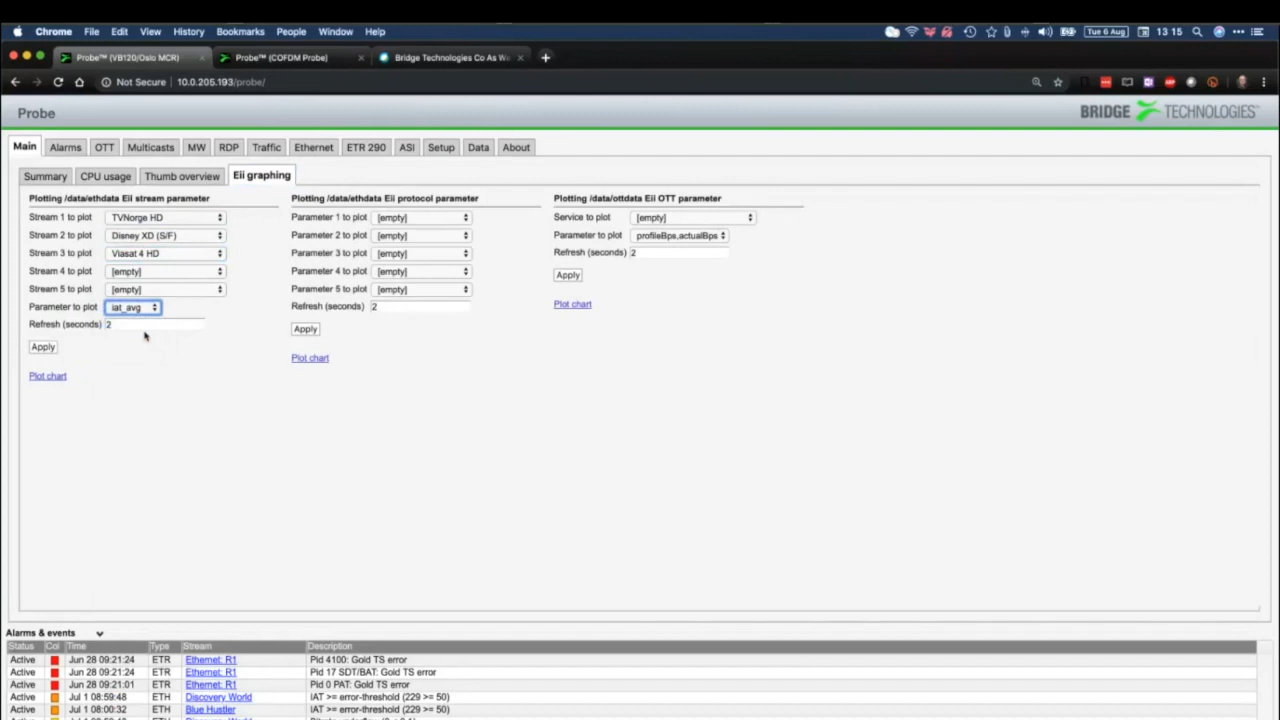 Chrome File Edit View History Bookmarks People Window Help Tue 6 Aug 13 15
Probe™ (VB120/Oslo MCR) Probe™ (COFDM Probe) Bridge Technologies Co As We
Not Secure 10.0.205.193/probe/
Probe BRIDGE TECHNOLOGIES™
Main Alarms OTT Multicasts MW RDP Traffic Ethernet ETR 290 ASI Setup Data About
Summary CPU usage Thumb overview Eii graphing
Plotting /data/ethdata Eii stream parameter
Stream 1 to plot TVNorge HD
Stream 2 to plot Disney XD (S/F)
Stream 3 to plot Viasat 4 HD
Stream 4 to plot [empty]
Stream 5 to plot [empty]
Parameter to plot iat_avg
Refresh (seconds) 2
Apply
Plot chart
Plotting /data/ethdata Eii protocol parameter
Parameter 1 to plot [empty]
Parameter 2 to plot [empty]
Parameter 3 to plot [empty]
Parameter 4 to plot [empty]
Parameter 5 to plot [empty]
Refresh (seconds) 2
Apply
Plot chart
Plotting /data/ottdata Eii OTT parameter
Service to plot [empty]
Parameter to plot profileBps,actualBps
Refresh (seconds) 2
Apply
Plot chart
Alarms & events
Status Col Time Type Stream Description
Active Jun 28 09:21:24 ETR Ethernet: R1 Pid 4100: Gold TS error
Active Jun 28 09:21:24 ETR Ethernet: R1 Pid 17 SDT/BAT: Gold TS error
Active Jun 28 09:21:01 ETR Ethernet: R1 Pid 0 PAT: Gold TS error
Active Jul 1 08:59:48 ETH Discovery World IAT >= error-threshold (229 >= 50)
Active Jul 1 08:00:32 ETH Blue Hustler IAT >= error-threshold (229 >= 50)